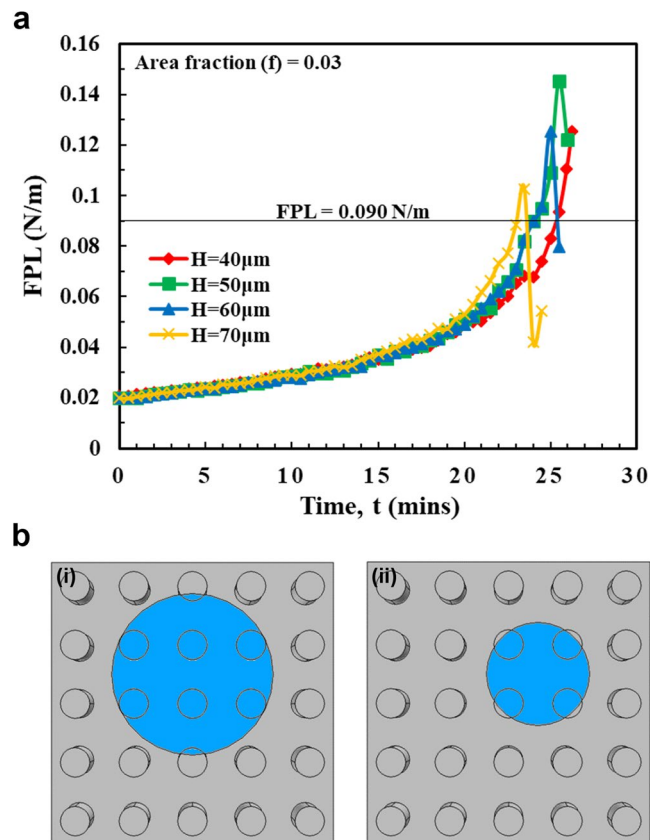 a
0.16
Area fraction (f) = 0.03
0.14
0.12
0.1
FPL = 0.090 N/m
0.08
H=40μm
0.06
H=50μm
H=60μm
0.04
H=70μm
0.02
0
FPL (N/m)
0 5 10 15 20 25 30
Time, t (mins)
b
(i) (ii)